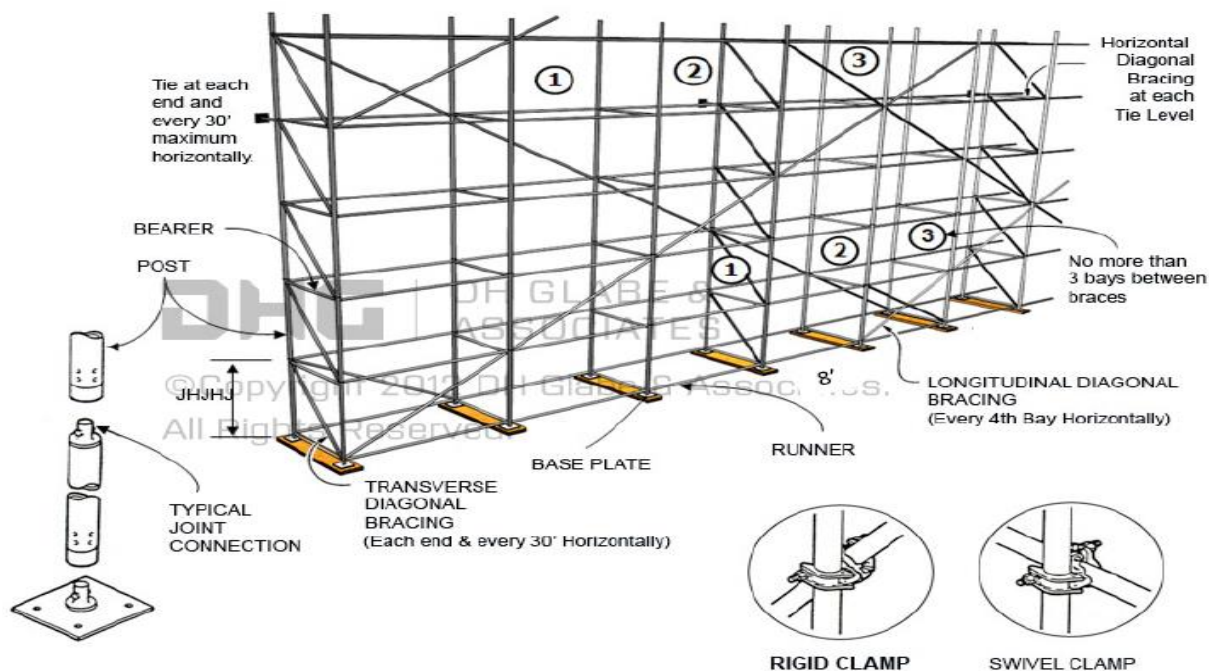 Tie at each
end and
every 30'
maximum
horizontally.
1
2
3
Horizontal
Diagonal
Bracing
at each
Tie Level
BEARER
POST
1
2
3
No more than
3 bays between
braces
DHG
DH GLABE &
ASSOCIATES
©Copyright 2012 DH Glabe & Associates.
All Rights Reserved.
JHJHJ
8'
LONGITUDINAL DIAGONAL
BRACING
(Every 4th Bay Horizontally)
RUNNER
BASE PLATE
TRANSVERSE
DIAGONAL
BRACING
(Each end & every 30' Horizontally)
TYPICAL
JOINT
CONNECTION
RIGID CLAMP
SWIVEL CLAMP